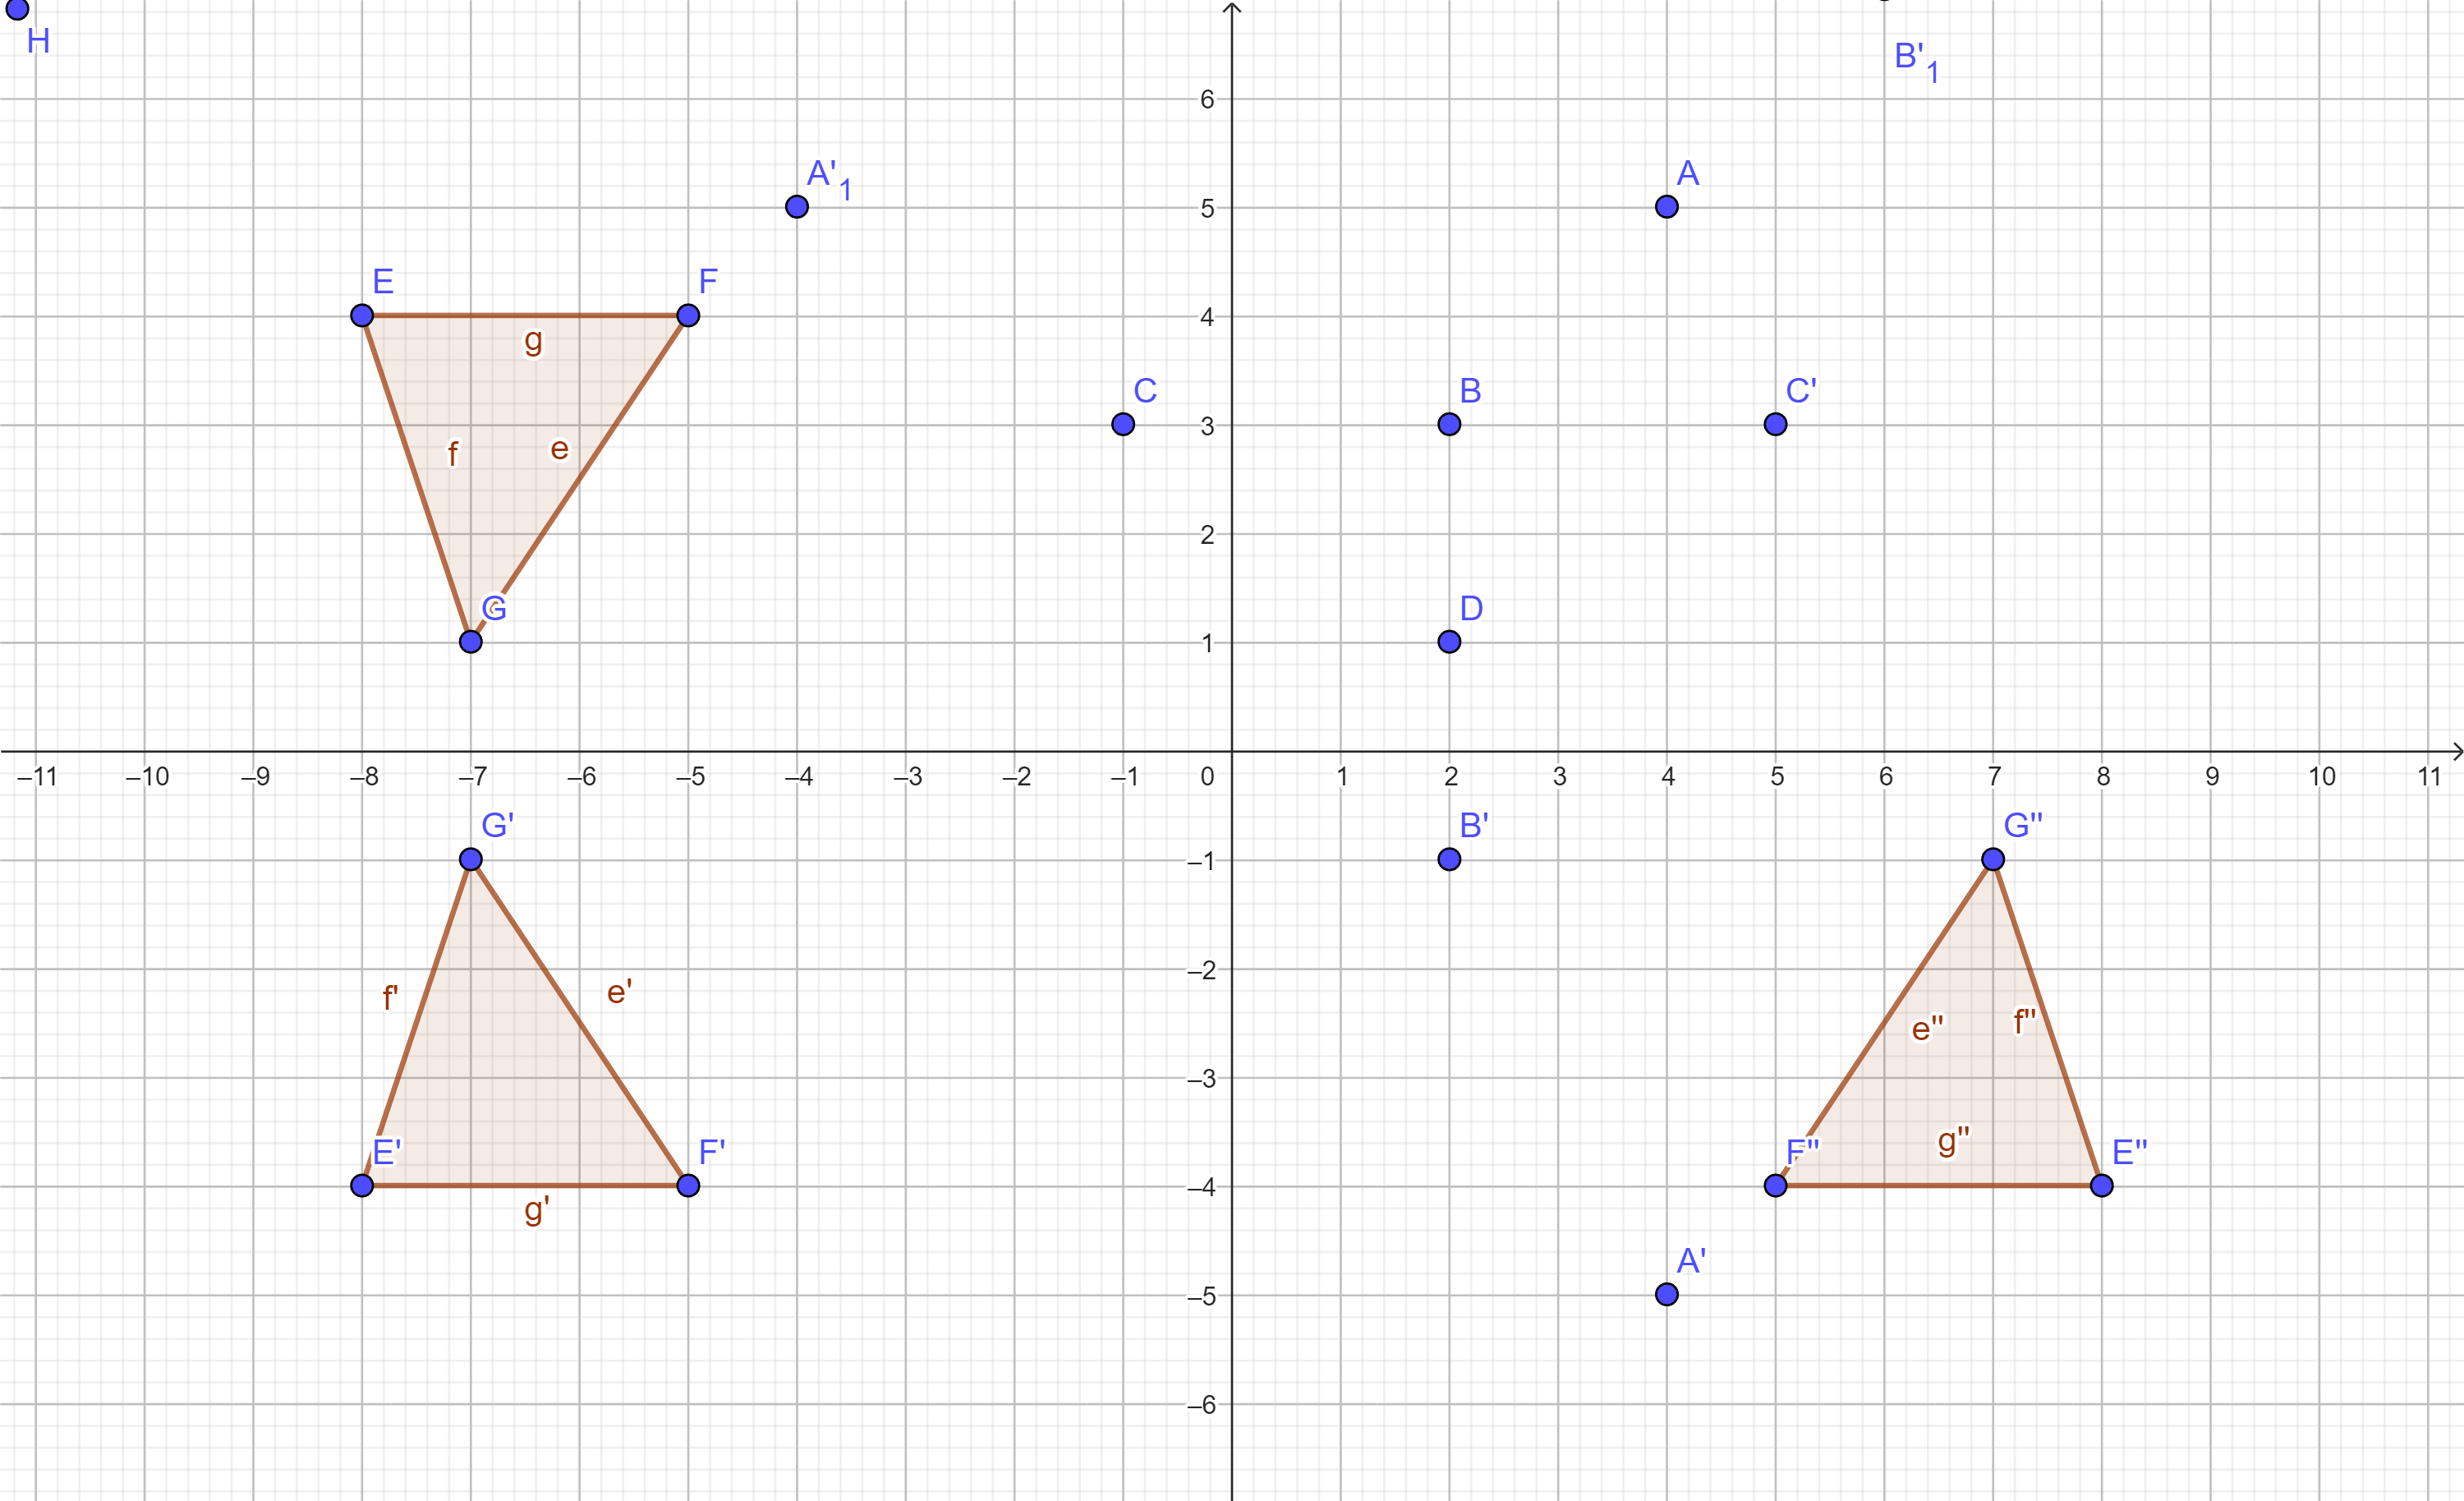 H
B'₁
6
A'₁
A
5
E
F
4
g
C
B
C'
3
f
e
2
G
D
1
–11 –10 –9 –8 –7 –6 –5 –4 –3 –2 –1 0 1 2 3 4 5 6 7 8 9 10 11
G'
B'
G''
–1
–2
f'
e'
e''
f''
–3
E'
F'
F''
g''
E''
–4
g'
A'
–5
–6